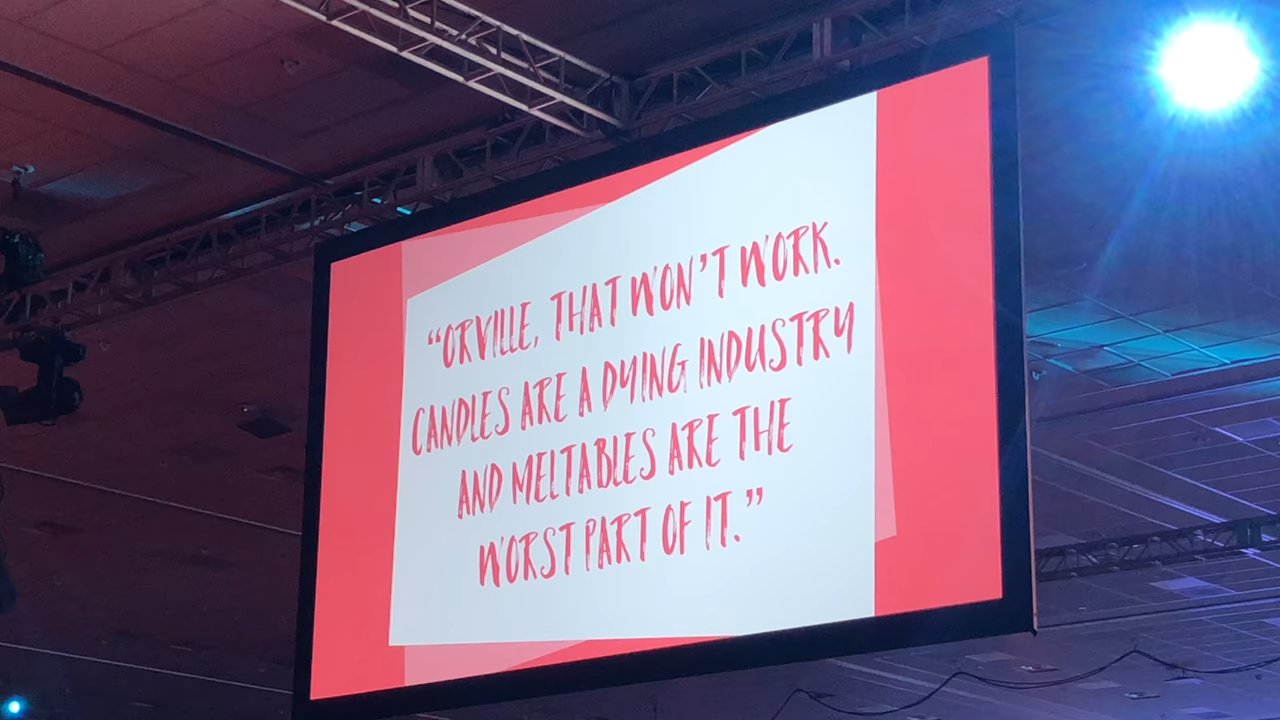 “ORVILLE, THAT WON’T WORK.
CANDLES ARE A DYING INDUSTRY
AND MELTABLES ARE THE
WORST PART OF IT.”